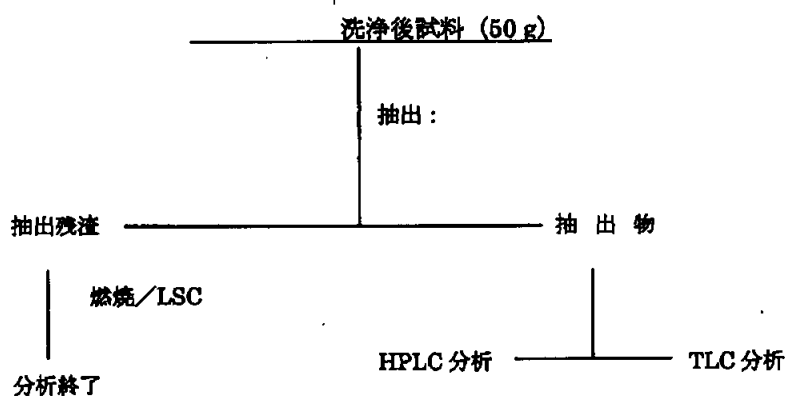 洗浄後試料 (50 g)
抽出：
抽出残渣
抽 出 物
燃焼／LSC
HPLC 分析
TLC 分析
分析終了